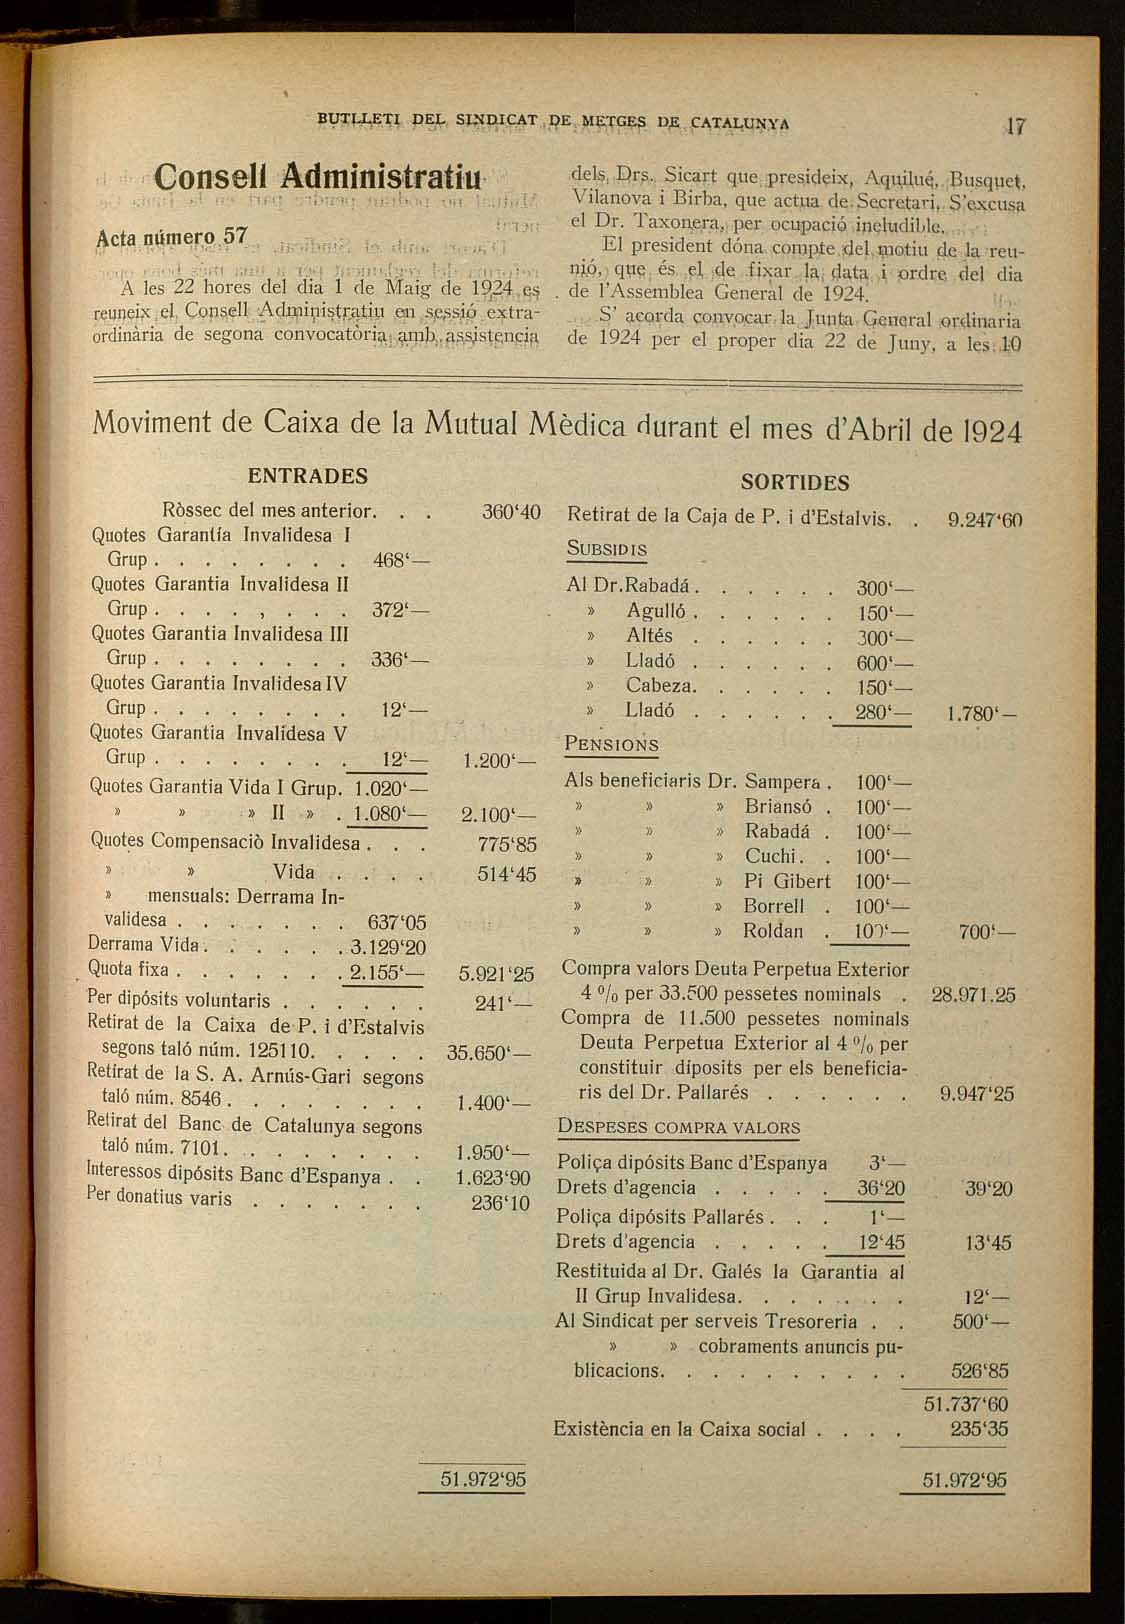 BUTLLETI DEL SINDICAT DE METGES DE CATALUNYA 17
Consell Administratiu
Acta número 57
A les 22 hores del dia 1 de Maig de 1924 es
reuneix el Consell Administratiu en sessió extra-
ordinària de segona convocatòria amb assistencia
dels Drs. Sicart que presideix, Aquilué, Busquet,
Vilanova i Birba, que actua de Secretari. S'excusa
el Dr. Taxonera, per ocupació ineludible.
El president dóna compte del motiu de la reu-
nió, que és el de fixar la data i ordre del dia
de l'Assemblea General de 1924.
S' acorda convocar la Junta General ordinaria
de 1924 per el proper dia 22 de Juny, a les 10
Moviment de Caixa de la Mutual Mèdica durant el mes d'Abril de 1924
ENTRADES
Ròssec del mes anterior. . . 360‘40
Quotes Garantía Invalidesa I
Grup . . . . . . . . 468‘—
Quotes Garantia Invalidesa II
Grup . . . . , . . . 372‘—
Quotes Garantia Invalidesa III
Grup . . . . . . . . 336‘—
Quotes Garantia Invalidesa IV
Grup . . . . . . . . 12‘—
Quotes Garantia Invalidesa V
Grup . . . . . . . . 12‘— 1.200‘—
Quotes Garantia Vida I Grup. 1.020‘—
» » » II » . 1.080‘— 2.100‘—
Quotes Compensaciò Invalidesa . . . 775‘85
» » Vida . . . . 514‘45
» mensuals: Derrama In-
validesa . . . . . . . 637‘05
Derrama Vida . . . . . . 3.129‘20
Quota fixa . . . . . . . 2.155‘— 5.921‘25
Per dipósits voluntaris . . . . . . 241‘—
Retirat de la Caixa de P. i d'Estalvis
segons taló núm. 125110. . . . . . 35.650‘—
Retirat de la S. A. Arnús-Gari segons
taló núm. 8546 . . . . . . . . 1.400‘—
Retirat del Banc de Catalunya segons
taló núm. 7101. . . . . . . . . 1.950‘—
Interessos dipósits Banc d'Espanya . . 1.623‘90
Per donatius varis . . . . . . . 236‘10
51.972‘95
SORTIDES
Retirat de la Caja de P. i d'Estalvis. . 9.247‘60
SUBSIDIS
Al Dr. Rabadá . . . . . . 300‘—
» Agulló . . . . . . 150‘—
» Altés . . . . . . 300‘—
» Lladó . . . . . . 600‘—
» Cabeza. . . . . . 150‘—
» Lladó . . . . . . 280‘— 1.780‘—
PENSIONS
Als beneficiaris Dr. Sampera . 100‘—
» » » Briansó . 100‘—
» » » Rabadá . 100‘—
» » » Cuchi. . 100‘—
» » » Pi Gibert 100‘—
» » » Borrell . 100‘—
» » » Roldan . 100‘— 700‘—
Compra valors Deuta Perpetua Exterior
4 % per 33.500 pessetes nominals . 28.971.25
Compra de 11.500 pessetes nominals
Deuta Perpetua Exterior al 4 % per
constituir díposits per els beneficia-
ris del Dr. Pallarés . . . . . . 9.947‘25
DESPESES COMPRA VALORS
Poliça dipósits Banc d'Espanya 3‘—
Drets d'agencia . . . . . 36‘20 39‘20
Poliça dipósits Pallarés . . . 1‘—
Drets d'agencia . . . . . 12‘45 13‘45
Restituida al Dr. Galés la Garantia al
II Grup Invalidesa. . . . . . . 12‘—
Al Sindicat per serveis Tresoreria . . 500‘—
» » cobraments anuncis pu-
blicacions. . . . . . . . . . 526‘85
51.737‘60
Existència en la Caixa social . . . . 235‘35
51.972‘95